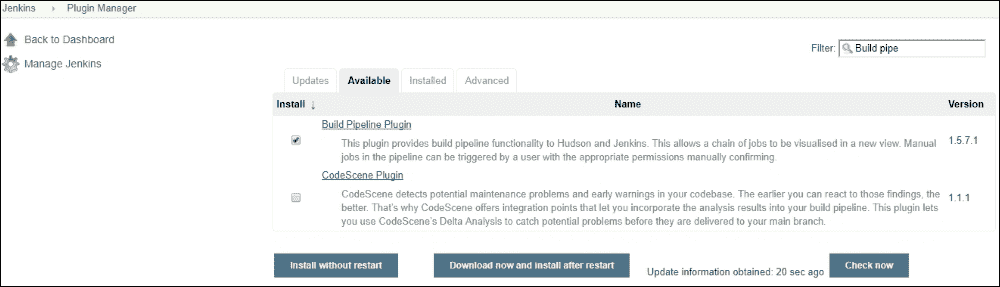 Jenkins Plugin Manager
Back to Dashboard
Manage Jenkins
Filter: Build pipe
Updates Available Installed Advanced
Install ↓ Name Version
Build Pipeline Plugin
This plugin provides build pipeline functionality to Hudson and Jenkins. This allows a chain of jobs to be visualised in a new view. Manual
jobs in the pipeline can be triggered by a user with the appropriate permissions manually confirming.
1.5.7.1
CodeScene Plugin
CodeScene detects potential maintenance problems and early warnings in your codebase. The earlier you can react to those findings, the
better. That's why CodeScene offers integration points that let you incorporate the analysis results into your build pipeline. This plugin lets
you use CodeScene's Delta Analysis to catch potential problems before they are delivered to your main branch.
1.1.1
Install without restart Download now and install after restart Update information obtained: 20 sec ago Check now